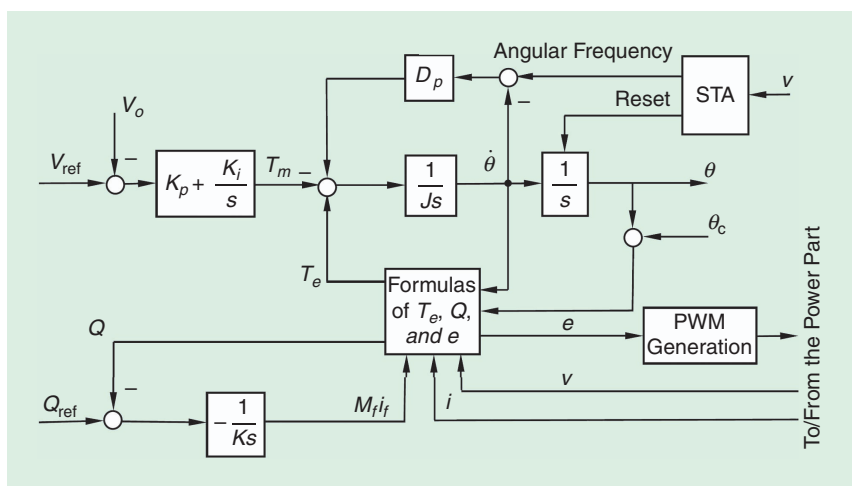 Angular Frequency
D_p
−
STA
v
Reset
V_o
V_ref
−
K_p + K_i/s
T_m −
1/Js
θ̇
1/s
θ
θ_c
T_e
Formulas
of T_e, Q,
and e
e
PWM
Generation
Q
−
Q_ref
−1/Ks
M_f i_f
i
v
To/From the Power Part